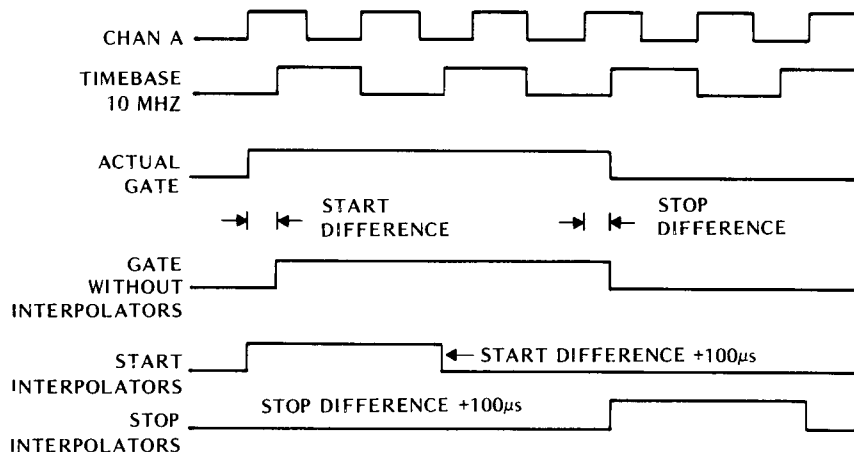 CHAN A
TIMEBASE
10 MHZ
ACTUAL
GATE
START
DIFFERENCE
STOP
DIFFERENCE
GATE
WITHOUT
INTERPOLATORS
START
INTERPOLATORS
START DIFFERENCE +100µs
STOP DIFFERENCE +100µs
STOP
INTERPOLATORS